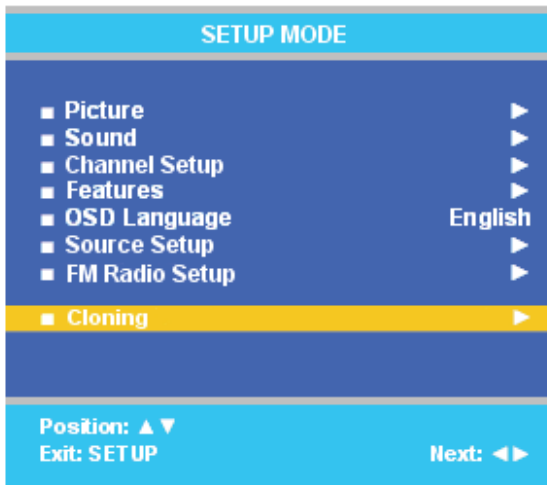 SETUP MODE
■ Picture ▶
■ Sound ▶
■ Channel Setup ▶
■ Features ▶
■ OSD Language English
■ Source Setup ▶
■ FM Radio Setup ▶
■ Cloning ▶
Position: ▲▼
Exit: SETUP Next: ◀▶